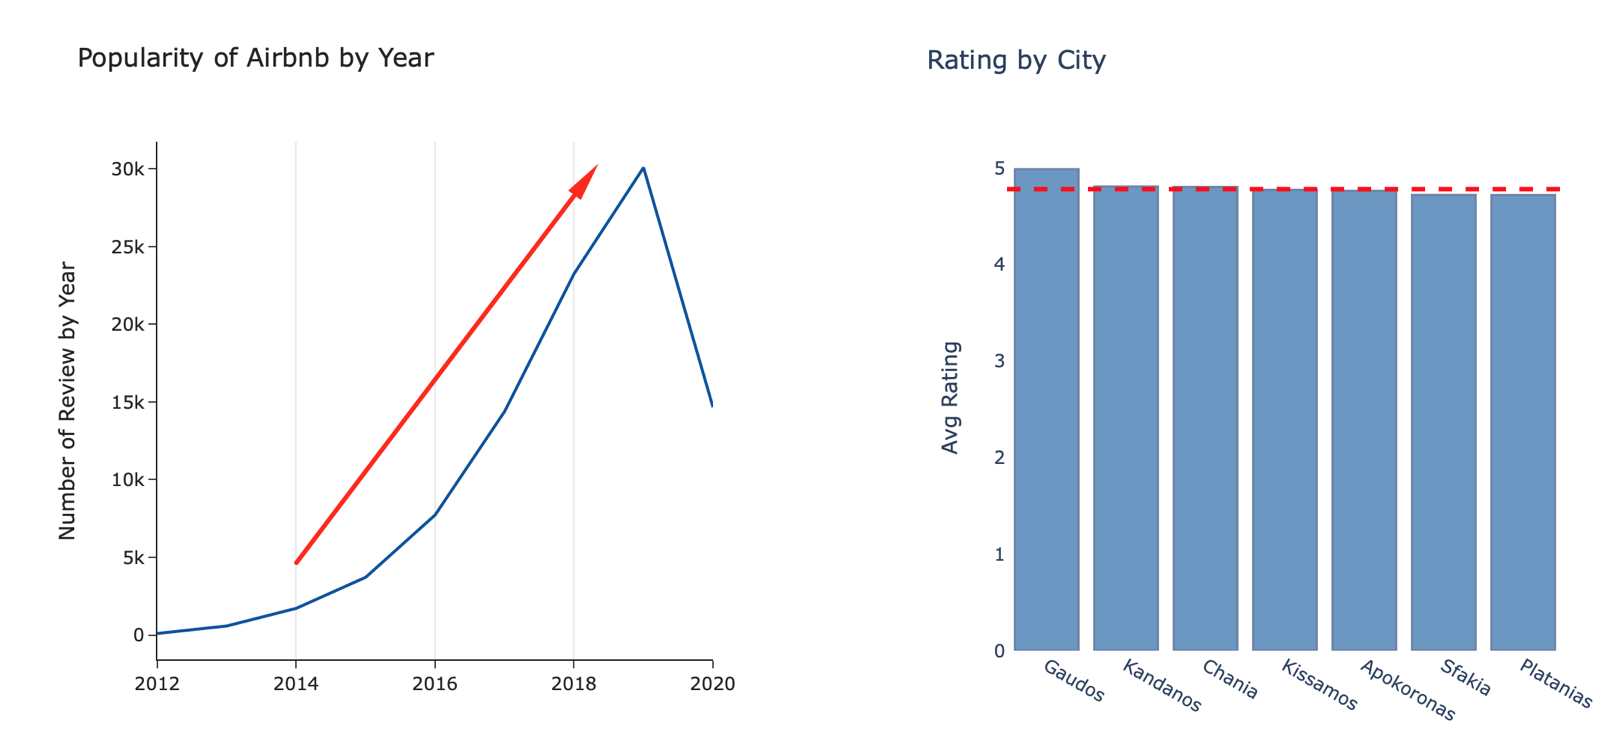 Popularity of Airbnb by Year
Number of Review by Year
30k
25k
20k
15k
10k
5k
0
2012 2014 2016 2018 2020
Rating by City
Avg Rating
5
4
3
2
1
0
Gaudos Kandanos Chania Kissamos Apokoronas Sfakia Platanias